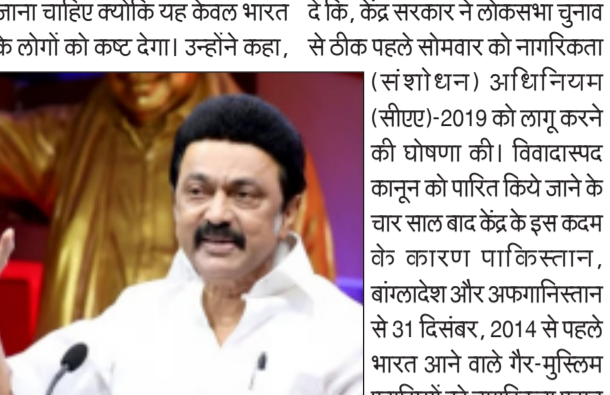 जाना चाहिए क्योंकि यह केवल भारत
के लोगों को कष्ट देगा। उन्होंने कहा,
दे कि, केंद्र सरकार ने लोकसभा चुनाव
से ठीक पहले सोमवार को नागरिकता
(संशोधन) अधिनियम
(सीएए)-2019 को लागू करने
की घोषणा की। विवादास्पद
कानून को पारित किये जाने के
चार साल बाद केंद्र के इस कदम
के कारण पाकिस्तान,
बांग्लादेश और अफगानिस्तान
से 31 दिसंबर, 2014 से पहले
भारत आने वाले गैर-मुस्लिम